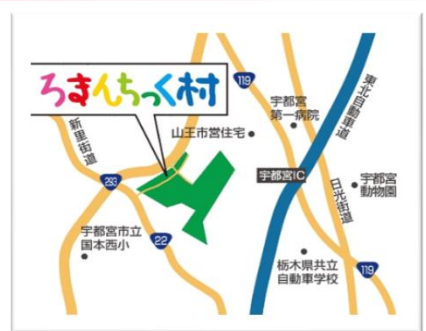 ろまんちっく村
119
新里街道
山王市営住宅
宇都宮
第一病院
東北自動車道
宇都宮IC
日光街道
宇都宮
動物園
293
宇都宮市立
国本西小
22
栃木県共立
自動車学校
119